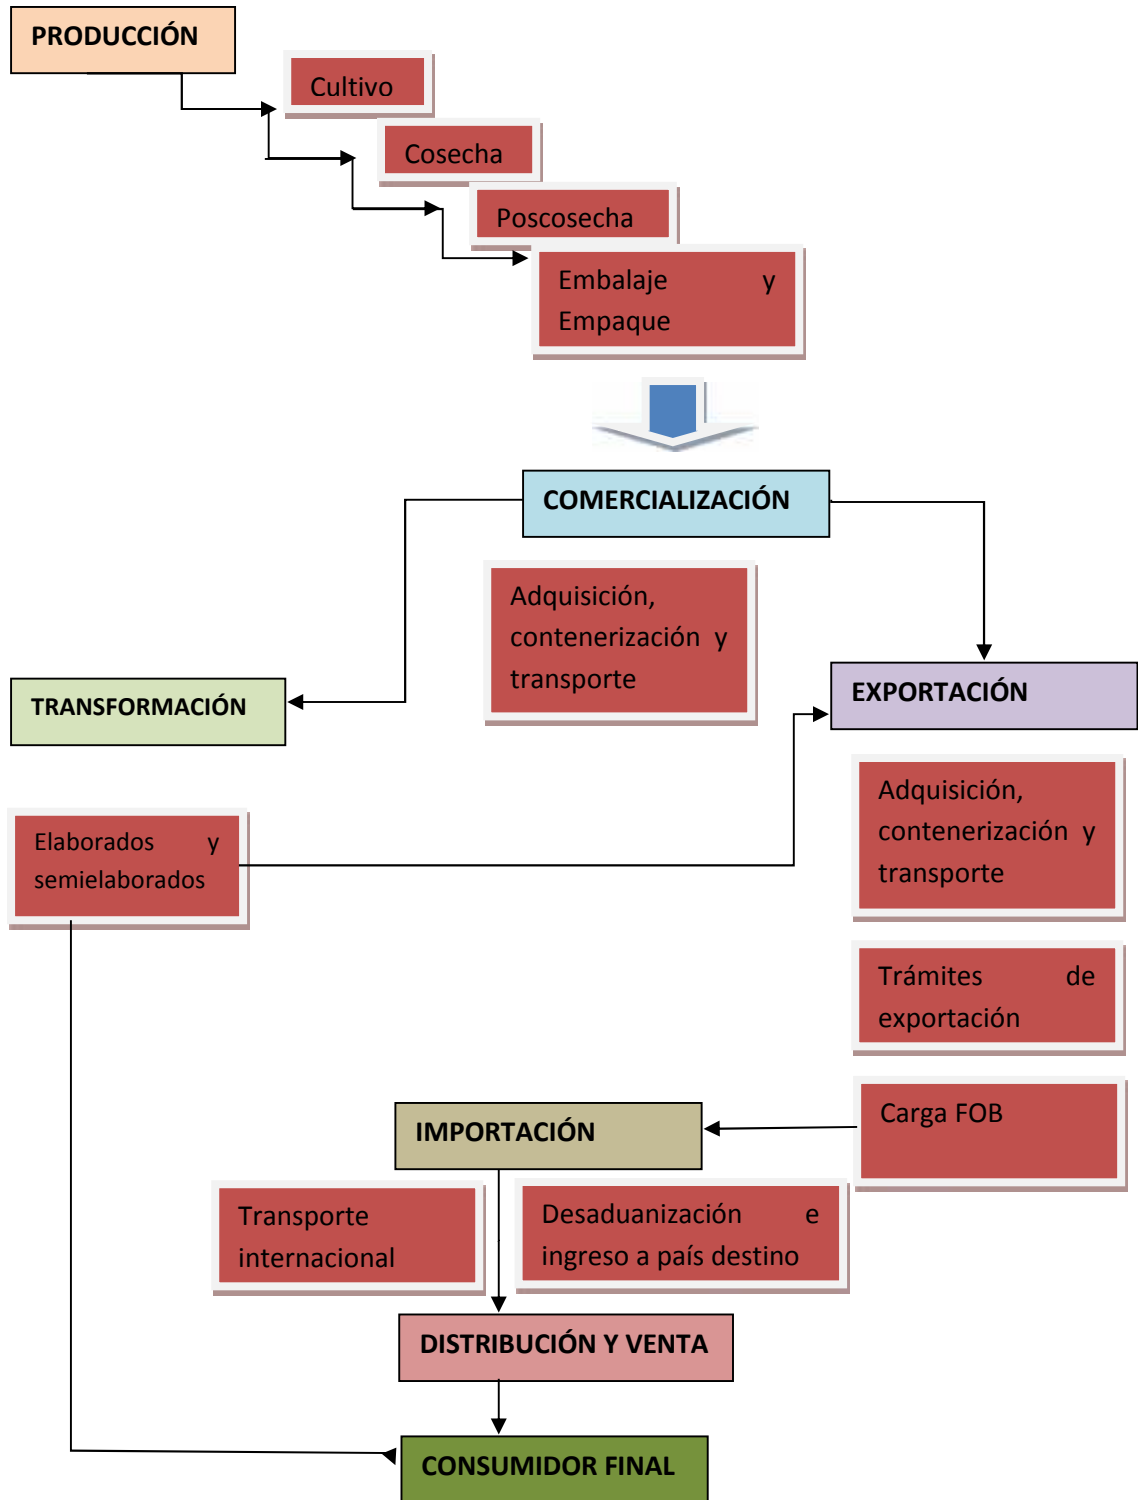 PRODUCCIÓN
Cultivo
Cosecha
Poscosecha
Embalaje y
Empaque
COMERCIALIZACIÓN
Adquisición,
contenerización y
transporte
TRANSFORMACIÓN
EXPORTACIÓN
Adquisición,
contenerización y
transporte
Elaborados y
semielaborados
Trámites de
exportación
Carga FOB
IMPORTACIÓN
Transporte
internacional
Desaduanización e
ingreso a país destino
DISTRIBUCIÓN Y VENTA
CONSUMIDOR FINAL